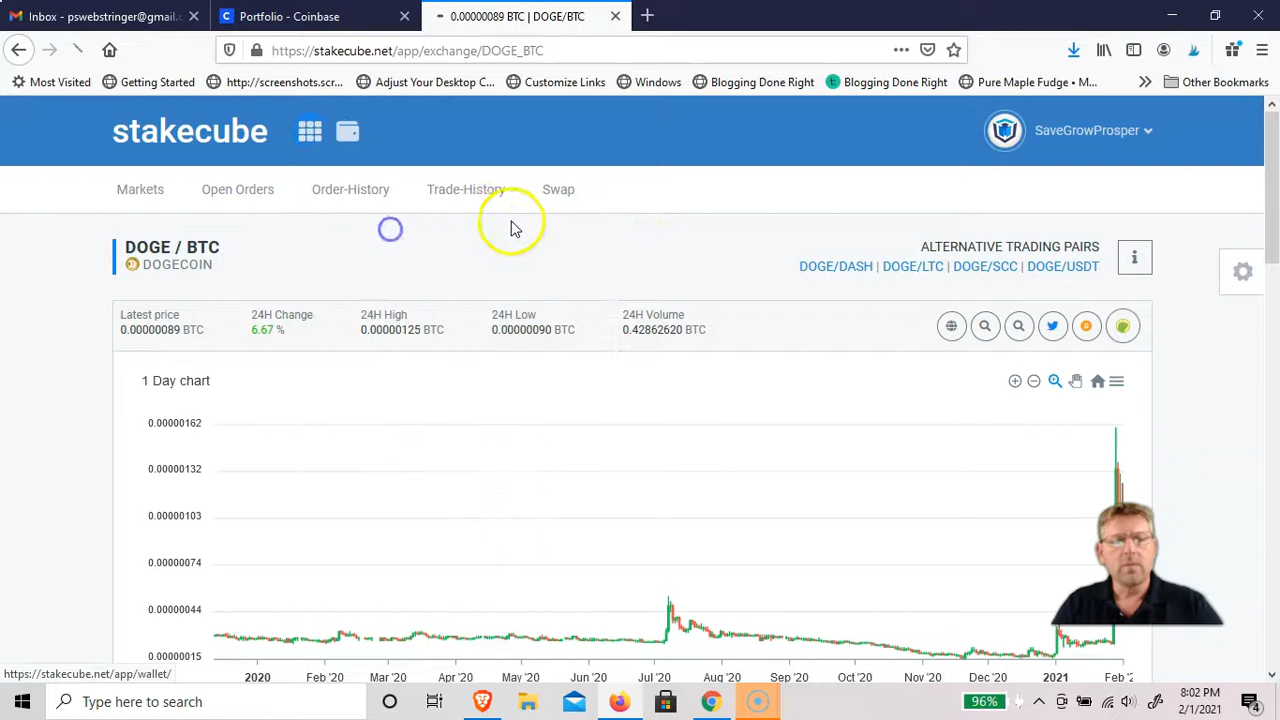 Inbox - pswebstringer@gmail.c
Portfolio - Coinbase
0.00000089 BTC | DOGE/BTC
https://stakecube.net/app/exchange/DOGE_BTC
Most Visited
Getting Started
http://screenshots.scr...
Adjust Your Desktop C...
Customize Links
Windows
Blogging Done Right
Blogging Done Right
Pure Maple Fudge • M...
Other Bookmarks
stakecube
SaveGrowProsper
Markets
Open Orders
Order-History
Trade-History
Swap
DOGE / BTC
DOGECOIN
ALTERNATIVE TRADING PAIRS
DOGE/DASH | DOGE/LTC | DOGE/SCC | DOGE/USDT
Latest price
0.00000089 BTC
24H Change
6.67 %
24H High
0.00000125 BTC
24H Low
0.00000090 BTC
24H Volume
0.42862620 BTC
1 Day chart
0.00000162
0.00000132
0.00000103
0.00000074
0.00000044
0.00000015
2020
Feb '20
Mar '20
Apr '20
May '20
Jun '20
Jul '20
Aug '20
Sep '20
Oct '20
Nov '20
Dec '20
2021
Feb '2
https://stakecube.net/app/wallet/
Type here to search
96%
8:02 PM
2/1/2021
4